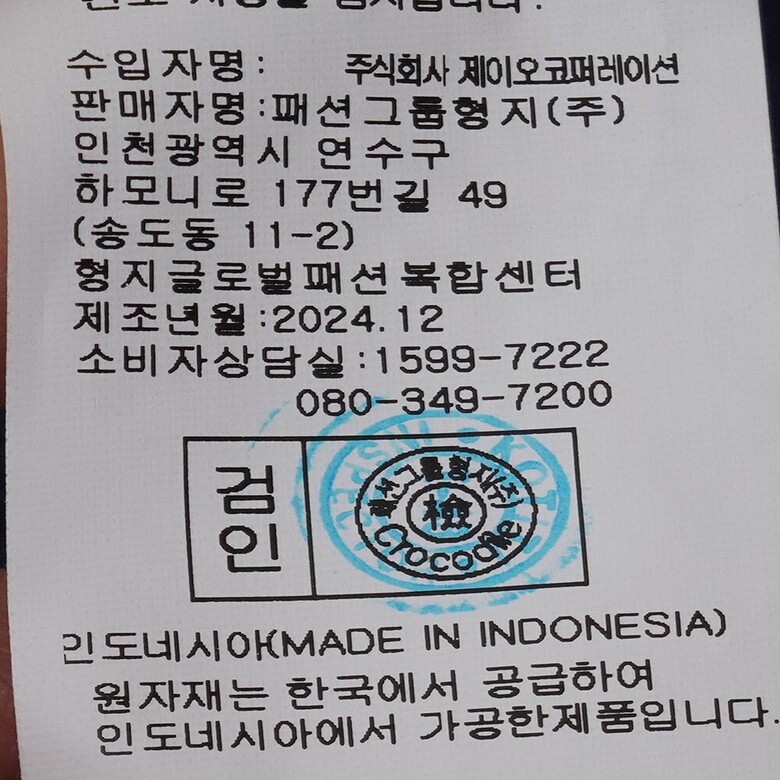 수입자명: 주식회사 제이오코퍼레이션
판매자명:패션그룹형지(주)
인천광역시 연수구
하모니로 177번길 49
(송도동 11-2)
형지글로벌패션복합센터
제조년월:2024.12
소비자상담실:1599-7222
080-349-7200
검인
패션그룹형지(주)
檢
Crocodile
인도네시아(MADE IN INDONESIA)
원자재는 한국에서 공급하여
인도네시아에서 가공한제품입니다.